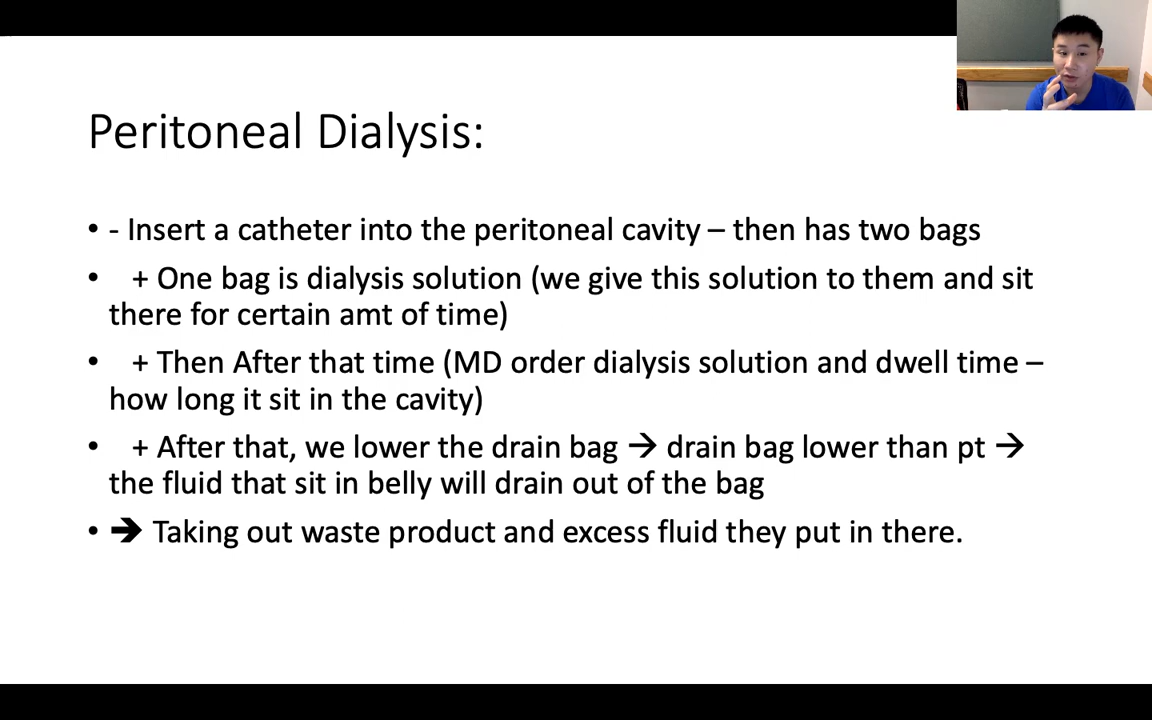 Peritoneal Dialysis:
• - Insert a catheter into the peritoneal cavity – then has two bags
• + One bag is dialysis solution (we give this solution to them and sit
there for certain amt of time)
• + Then After that time (MD order dialysis solution and dwell time –
how long it sit in the cavity)
• + After that, we lower the drain bag → drain bag lower than pt →
the fluid that sit in belly will drain out of the bag
• ➔ Taking out waste product and excess fluid they put in there.